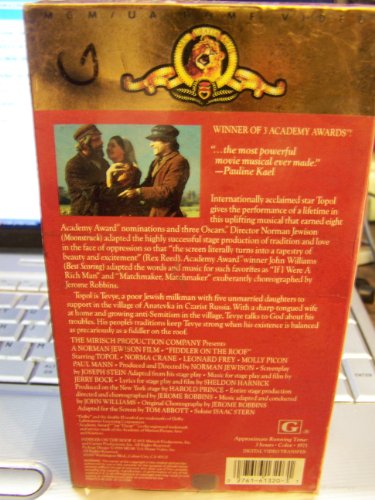 MGM/UA HOME VIDEO
WINNER OF 3 ACADEMY AWARDS®!
“…the most powerful
movie musical ever made.”
—Pauline Kael
Internationally acclaimed star Topol
gives the performance of a lifetime in
this uplifting musical that earned eight
Academy Award® nominations and three Oscars.® Director Norman Jewison
(Moonstruck) adapted the highly successful stage production of tradition and love
in the face of oppression so that “the screen literally turns into a tapestry of
beauty and excitement” (Rex Reed). Academy Award® winner John Williams
(Best Scoring) adapted the words and music for such favorites as “If I Were A
Rich Man” and “Matchmaker, Matchmaker” exuberantly choreographed by
Jerome Robbins.
Topol is Tevye, a poor Jewish milkman with five unmarried daughters to
support in the village of Anatevka in Czarist Russia. With a sharp-tongued wife
at home and growing anti-Semitism in the village, Tevye talks to God about his
troubles. His people's traditions keep Tevye strong when his existence is balanced
as precariously as a fiddler on the roof.
THE MIRISCH PRODUCTION COMPANY Presents
A NORMAN JEWISON FILM • “FIDDLER ON THE ROOF”
Starring TOPOL, NORMA CRANE, LEONARD FREY, MOLLY PICON
PAUL MANN • Produced and Directed by NORMAN JEWISON • Screenplay
by JOSEPH STEIN Adapted from his stage play • Music for stage play and film by
JERRY BOCK • Lyrics for stage play and film by SHELDON HARNICK
Produced on the New York stage by HAROLD PRINCE • Entire stage production
directed and choreographed by JEROME ROBBINS • Music adapted and conducted
by JOHN WILLIAMS • Original Choreography by JEROME ROBBINS
Adapted for the Screen by TOM ABBOTT • Soloist ISAAC STERN
G
Approximate Running Time:
3 Hours • Color • 1971
DIGITAL VIDEO TRANSFER
0 27616 61320 3